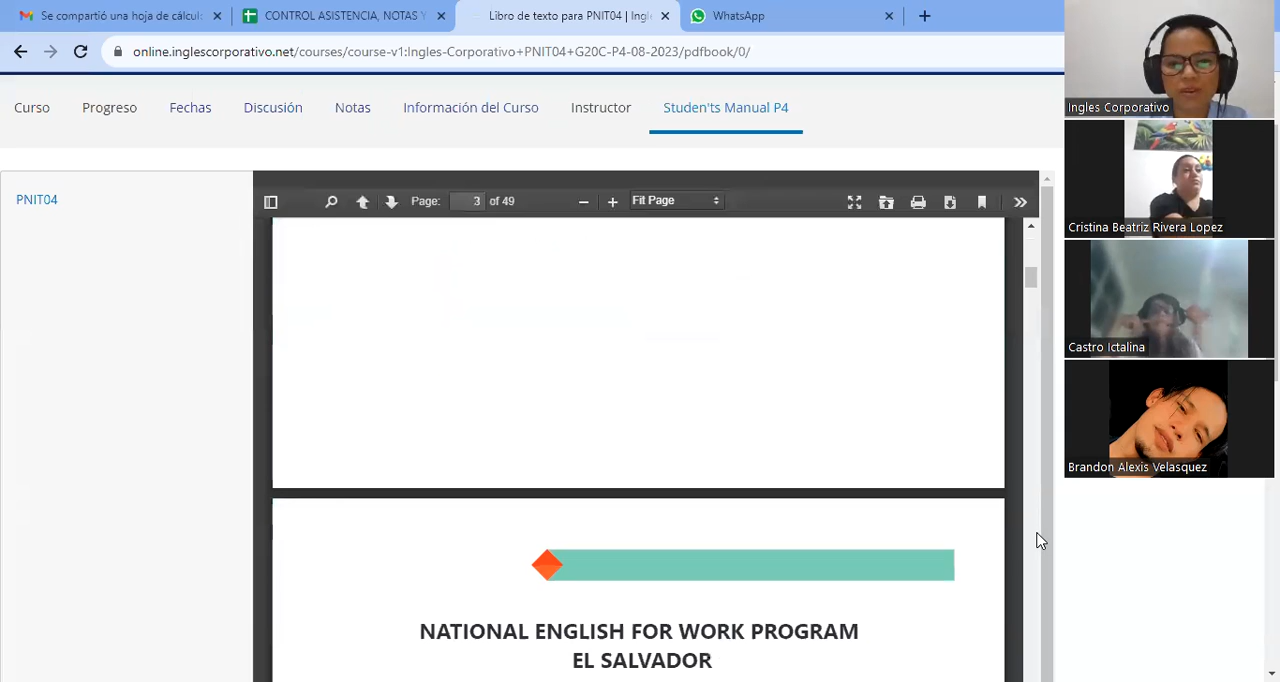 Se compartió una hoja de cálcul
CONTROL ASISTENCIA, NOTAS Y
Libro de texto para PNIT04 | Ingl
WhatsApp
online.inglescorporativo.net/courses/course-v1:Ingles-Corporativo+PNIT04+G20C-P4-08-2023/pdfbook/0/
Curso
Progreso
Fechas
Discusión
Notas
Información del Curso
Instructor
Studen'ts Manual P4
PNIT04
Page: 3 of 49
Fit Page
NATIONAL ENGLISH FOR WORK PROGRAM
EL SALVADOR
Ingles Corporativo
Cristina Beatriz Rivera Lopez
Castro Ictalina
Brandon Alexis Velasquez